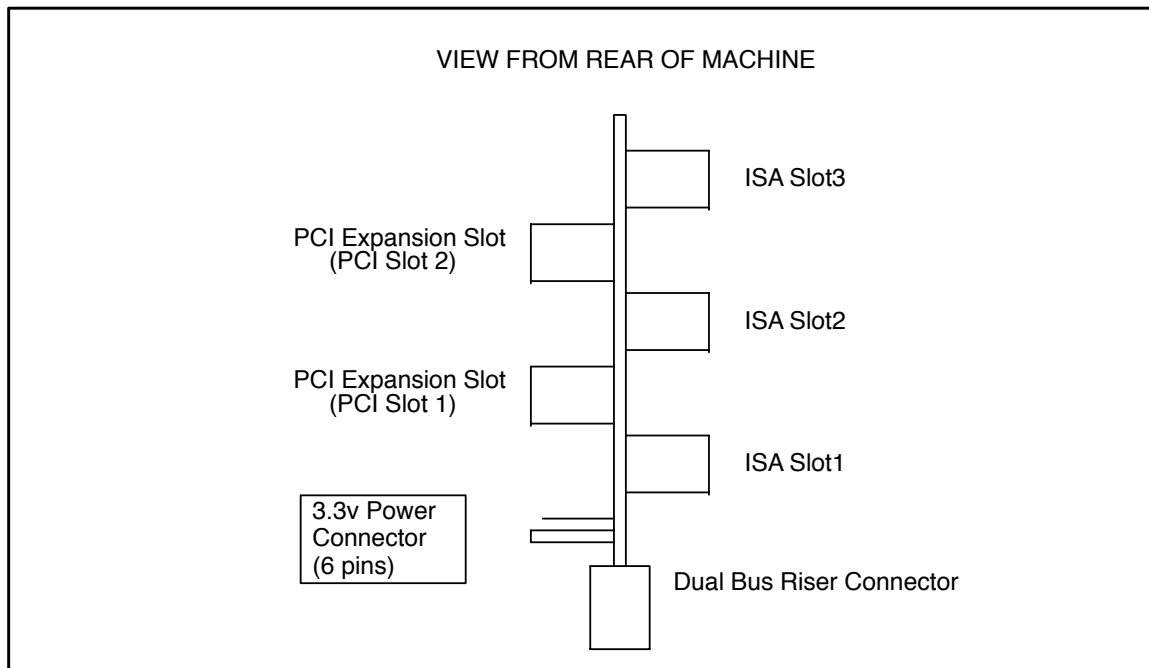 VIEW FROM REAR OF MACHINE
ISA Slot3
PCI Expansion Slot
(PCI Slot 2)
ISA Slot2
PCI Expansion Slot
(PCI Slot 1)
ISA Slot1
3.3v Power
Connector
(6 pins)
Dual Bus Riser Connector